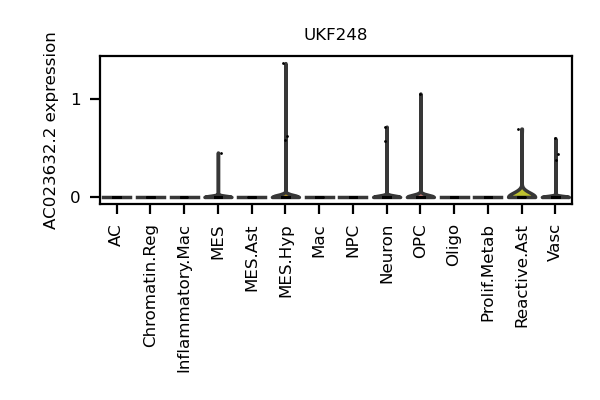 UKF248
AC023632.2 expression
1
0
AC
Chromatin.Reg
Inflammatory.Mac
MES
MES.Ast
MES.Hyp
Mac
NPC
Neuron
OPC
Oligo
Prolif.Metab
Reactive.Ast
Vasc